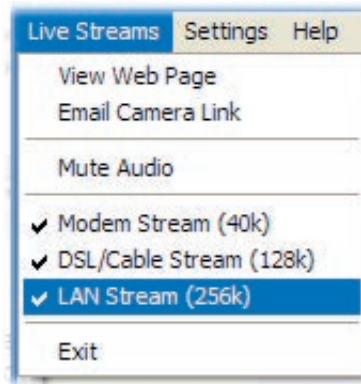 Live Streams Settings Help
View Web Page
Email Camera Link
Mute Audio
Modem Stream (40k)
DSL/Cable Stream (128k)
LAN Stream (256k)
Exit